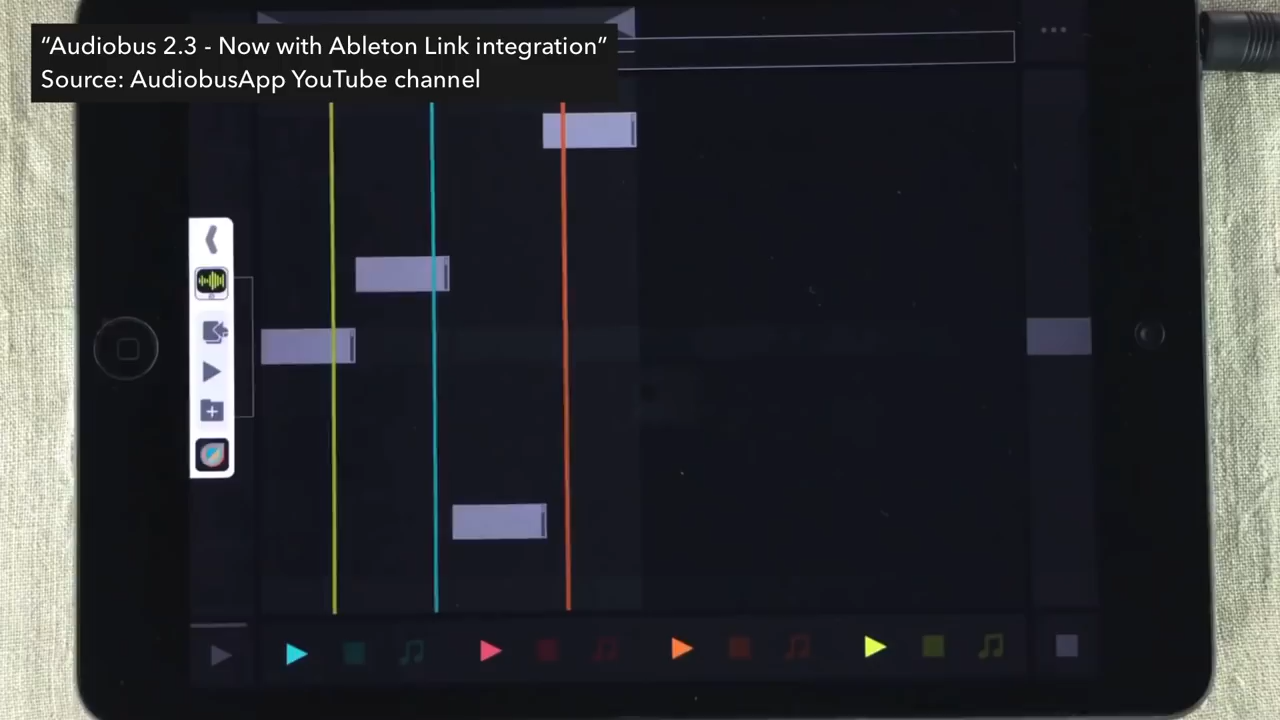 “Audiobus 2.3 - Now with Ableton Link integration”
Source: AudiobusApp YouTube channel